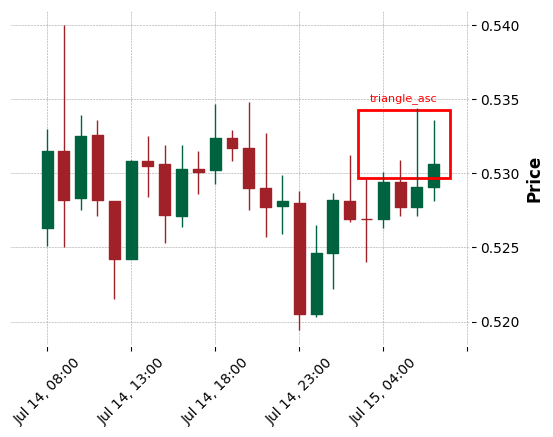 triangle_asc
0.540
0.535
0.530
0.525
0.520
Price
Jul 14, 08:00
Jul 14, 13:00
Jul 14, 18:00
Jul 14, 23:00
Jul 15, 04:00